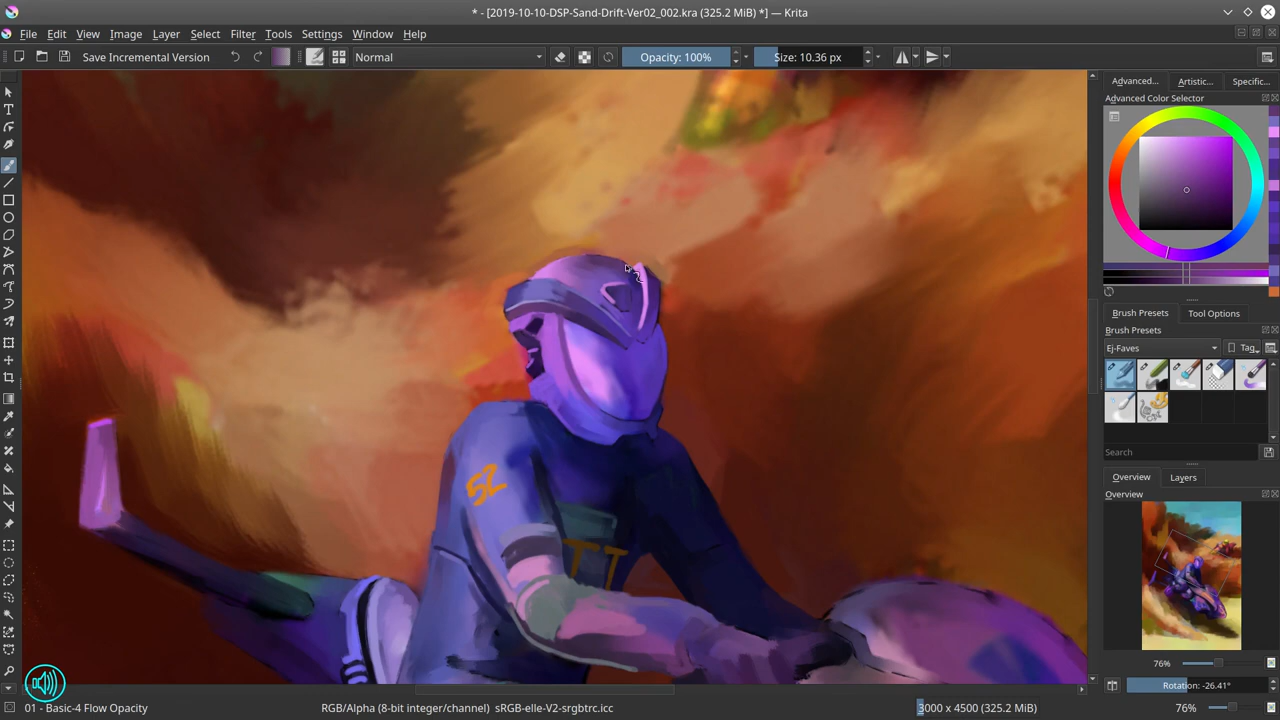 * - [2019-10-10-DSP-Sand-Drift-Ver02_002.kra (325.2 MiB) *] — Krita
File Edit View Image Layer Select Filter Tools Settings Window Help
Save Incremental Version Normal Opacity: 100% Size: 10.36 px
Advanced... Artistic... Specific...
Advanced Color Selector
Brush Presets Tool Options
Brush Presets
Ej-Faves Tag
Search
Overview Layers
Overview
52
TT
76%
Rotation: -26.41°
01 - Basic-4 Flow Opacity RGB/Alpha (8-bit integer/channel) sRGB-elle-V2-srgbtrc.icc 3000 x 4500 (325.2 MiB) 76%